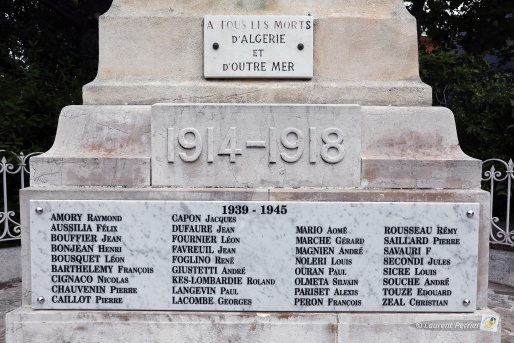 A TOUS LES MORTS
D'ALGERIE
ET
D'OUTRE MER
1914-1918
1939 - 1945
AMORY RAYMOND
AUSSILIA FÉLIX
BOUFFIER JEAN
BONJEAN HENRI
BOUSQUET LÉON
BARTHELEMY FRANÇOIS
CIGNACO NICOLAS
CHAUVENIN PIERRE
CAILLOT PIERRE
CAPON JACQUES
DUFAURE JEAN
FOURNIER LÉON
FAVREUIL JEAN
FOGLINO RENÉ
GIUSTETTI ANDRÉ
KES-LOMBARDIE ROLAND
LANGEVIN PAUL
LACOMBE GEORGES
MARIO AOMÉ
MARCHE GÉRARD
MAGNIEN ANDRÉ
NOLERI LOUIS
OURAN PAUL
OLMETA SILVAIN
PARISET ALEXIS
PERON FRANÇOIS
ROUSSEAU RÉMY
SAILLARD PIERRE
SAVAURI F
SECONDI JULES
SICRE LOUIS
SOUCHE ANDRÉ
TOUZE EDOUARD
ZEAL CHRISTIAN
© Laurent Perrier